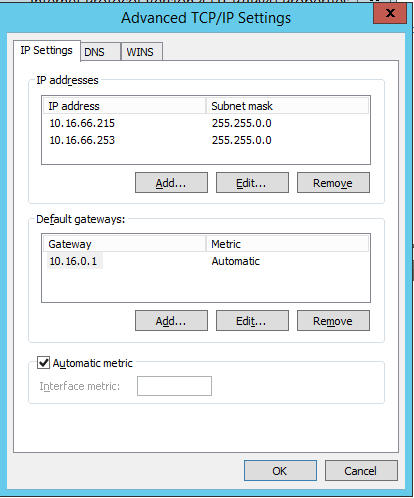 Advanced TCP/IP Settings
x
IP Settings DNS WINS
IP addresses
IP address Subnet mask
10.16.66.215 255.255.0.0
10.16.66.253 255.255.0.0
Add... Edit... Remove
Default gateways:
Gateway Metric
10.16.0.1 Automatic
Add... Edit... Remove
Automatic metric
Interface metric:
OK Cancel